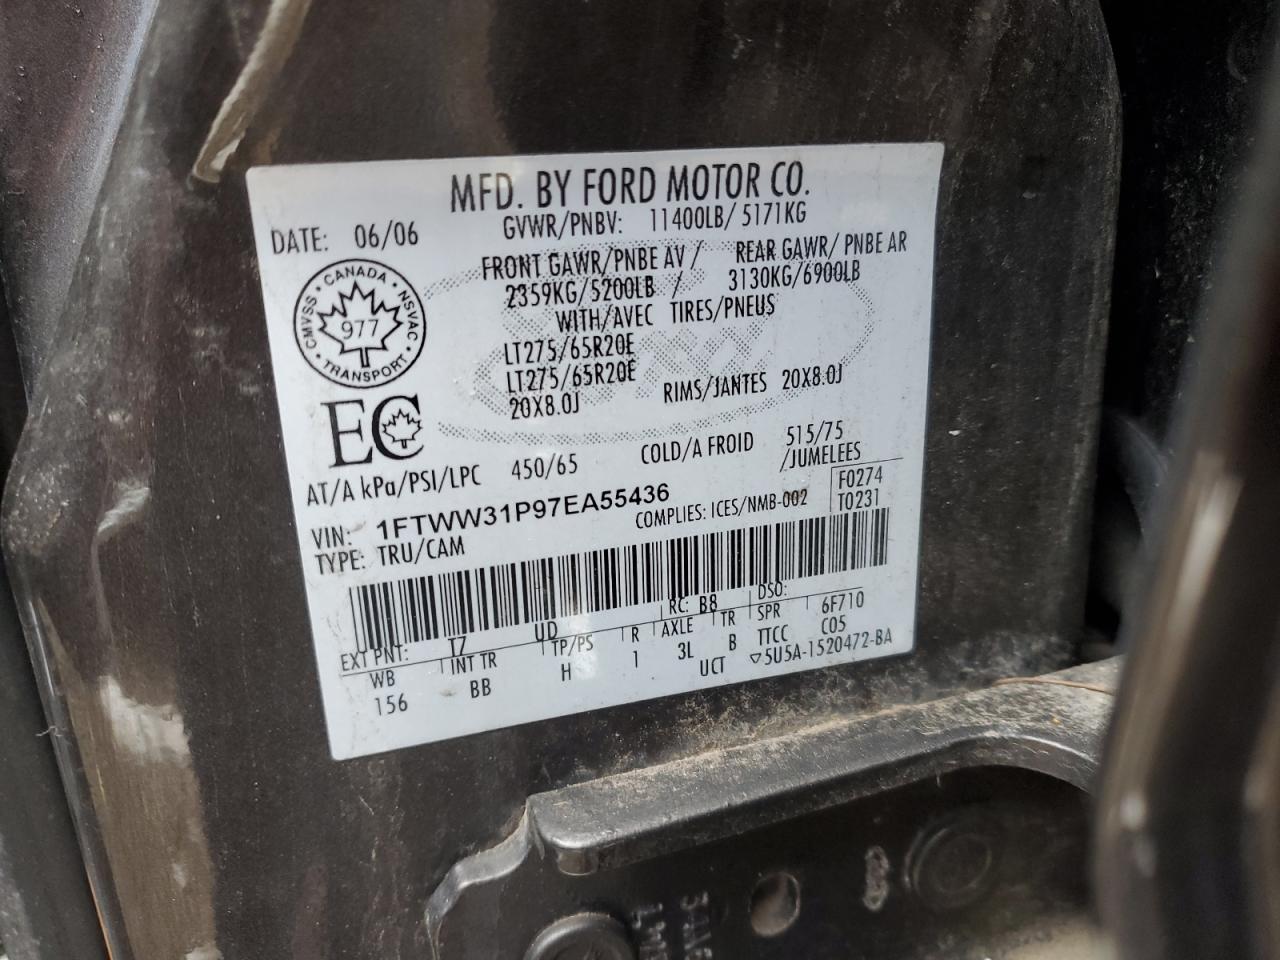 MFD. BY FORD MOTOR CO.
DATE: 06/06
GVWR/PNBV: 11400LB/ 5171KG
FRONT GAWR/PNBE AV / REAR GAWR/ PNBE AR
2359KG/5200LB / 3130KG/6900LB
WITH/AVEC TIRES/PNEUS
CANADA
CMVSS
NSVAC
977
TRANSPORT
LT275/65R20E
LT275/65R20E
20X8.0J RIMS/JANTES 20X8.0J
EC
AT/A kPa/PSI/LPC 450/65 COLD/A FROID 515/75
/JUMELEES
VIN: 1FTWW31P97EA55436
COMPLIES: ICES/NMB-002
F0274
T0231
TYPE: TRU/CAM
EXT PNT: T7 UD RC: B8 DSO:
WB INT TR TP/PS R AXLE TR SPR 6F710
156 BB H 1 3L B TTCC C05
UCT 5U5A-1520472-BA